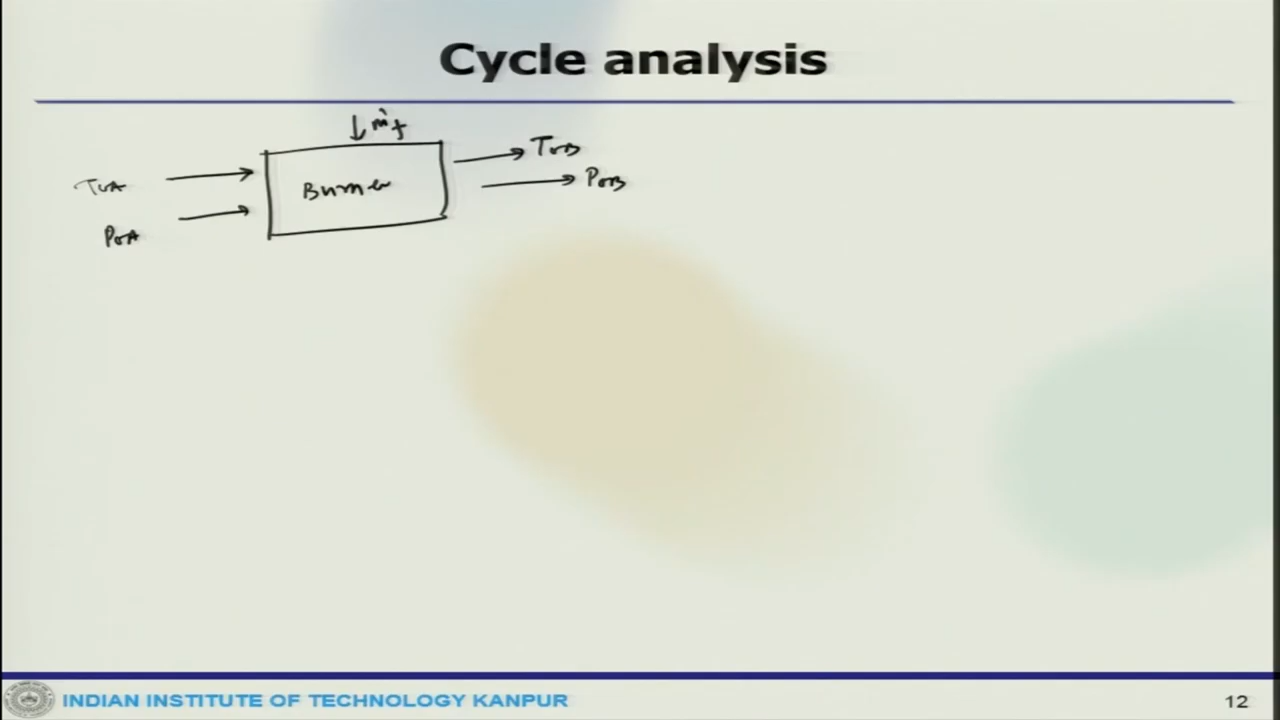 Cycle analysis
ṁf
T0A
P0A
Burner
T0B
P0B
INDIAN INSTITUTE OF TECHNOLOGY KANPUR
12